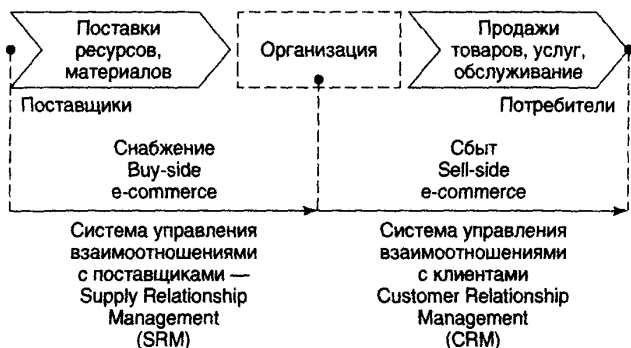 Поставки
ресурсов,
материалов
Организация
Продажи
товаров, услуг,
обслуживание
Поставщики
Потребители
Снабжение
Buy-side
e-commerce
Сбыт
Sell-side
e-commerce
Система управления
взаимоотношениями
с поставщиками —
Supply Relationship
Management
(SRM)
Система управления
взаимоотношениями
с клиентами
Customer Relationship
Management
(CRM)